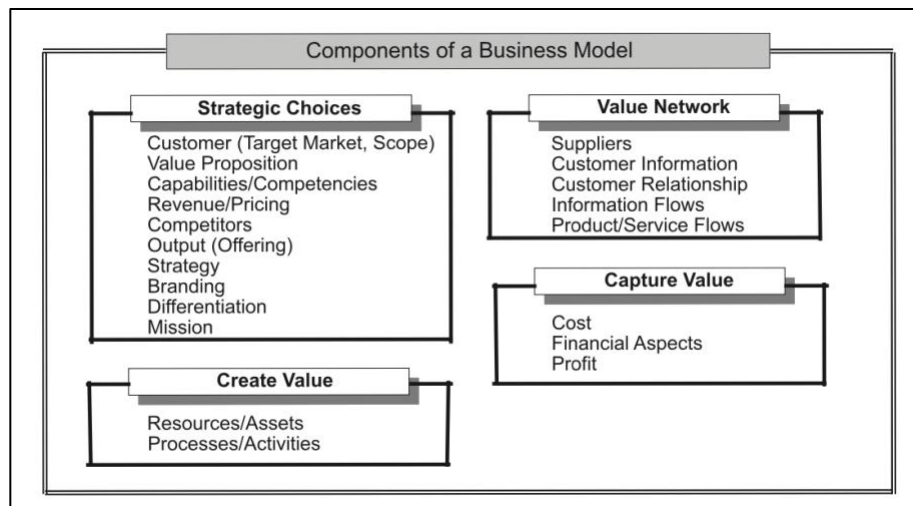 Components of a Business Model
Strategic Choices
Customer (Target Market, Scope)
Value Proposition
Capabilities/Competencies
Revenue/Pricing
Competitors
Output (Offering)
Strategy
Branding
Differentiation
Mission
Create Value
Resources/Assets
Processes/Activities
Value Network
Suppliers
Customer Information
Customer Relationship
Information Flows
Product/Service Flows
Capture Value
Cost
Financial Aspects
Profit